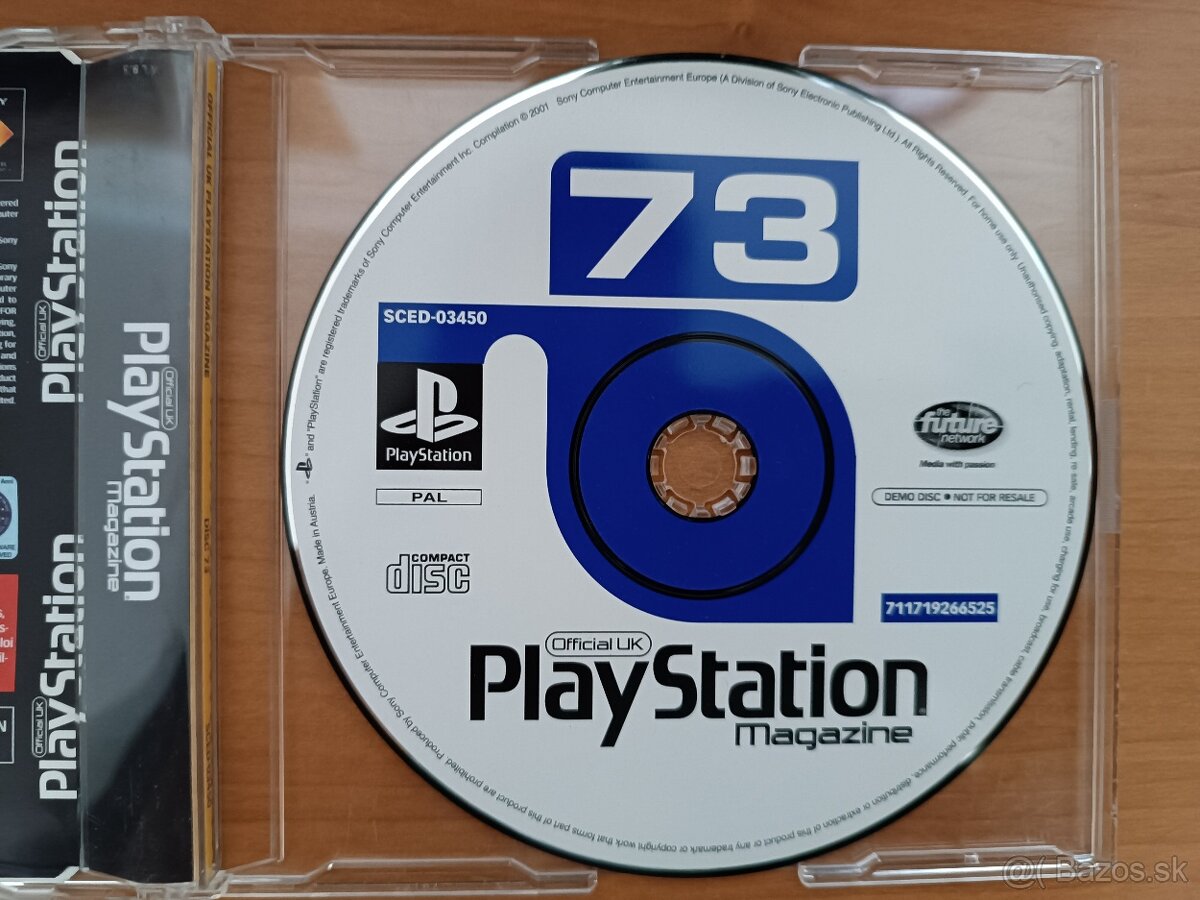 PlayStation
Official UK
PlayStation
Official UK
PlayStation
Official UK
PlayStation
Magazine
OFFICIAL UK PLAYSTATION MAGAZINE
DISC 73
73
SCED-03450
PlayStation
PAL
COMPACT
disc
the
future
network
Media with passion
DEMO DISC ● NOT FOR RESALE
711719266525
Official UK
PlayStation
Magazine
"PS" and "PlayStation" are registered trademarks of Sony Computer Entertainment Inc. Compilation © 2001 Sony Computer Entertainment Europe (A Division of Sony Electronic Publishing Ltd). All Rights Reserved. For home use only. Unauthorised copying, adaptation, rental, lending, re-sale, arcade use, charging for use, broadcast, cable transmission, public performance, distribution or extraction of this product or any trademark or copyright work that forms part of this product are prohibited. Produced by Sony Computer Entertainment Europe. Made in Austria.
@( Bazos.sk